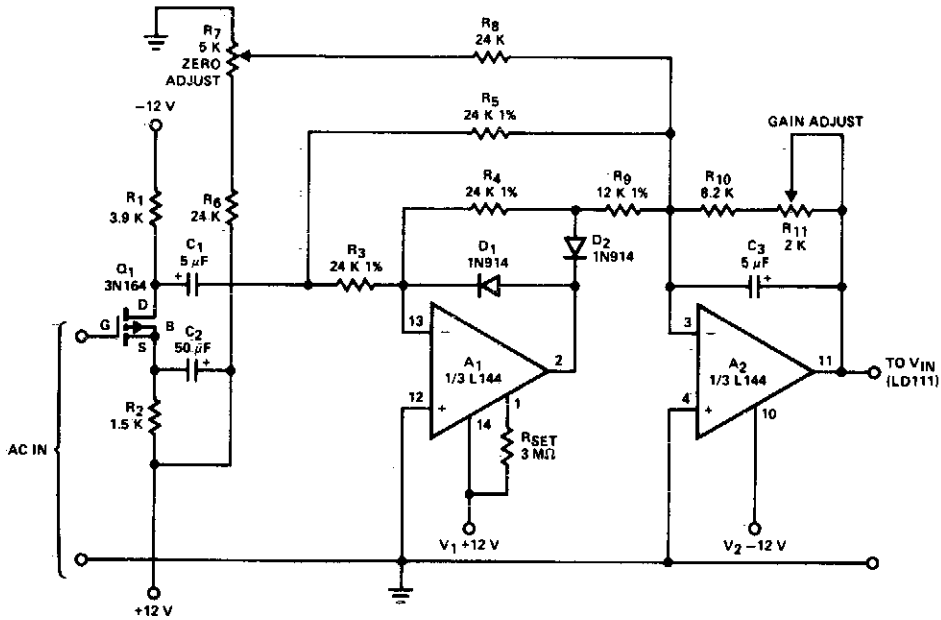 R7
5 K
ZERO
ADJUST
R8
24 K
−12 V
R5
24 K 1%
GAIN ADJUST
R1
3.9 K
R6
24 K
R4
24 K 1%
R9
12 K 1%
R10
8.2 K
R11
2 K
C1
5 μF
+
R3
24 K 1%
D1
1N914
D2
1N914
C3
5 μF
+
Q1
3N164
D
G
B
S
C2
50 μF
+
13
−
A1
1/3 L144
2
12
+
1
14
3
−
A2
1/3 L144
11
4
+
10
TO VIN
(LD111)
R2
1.5 K
RSET
3 MΩ
AC IN
V1 +12 V
V2 −12 V
+12 V